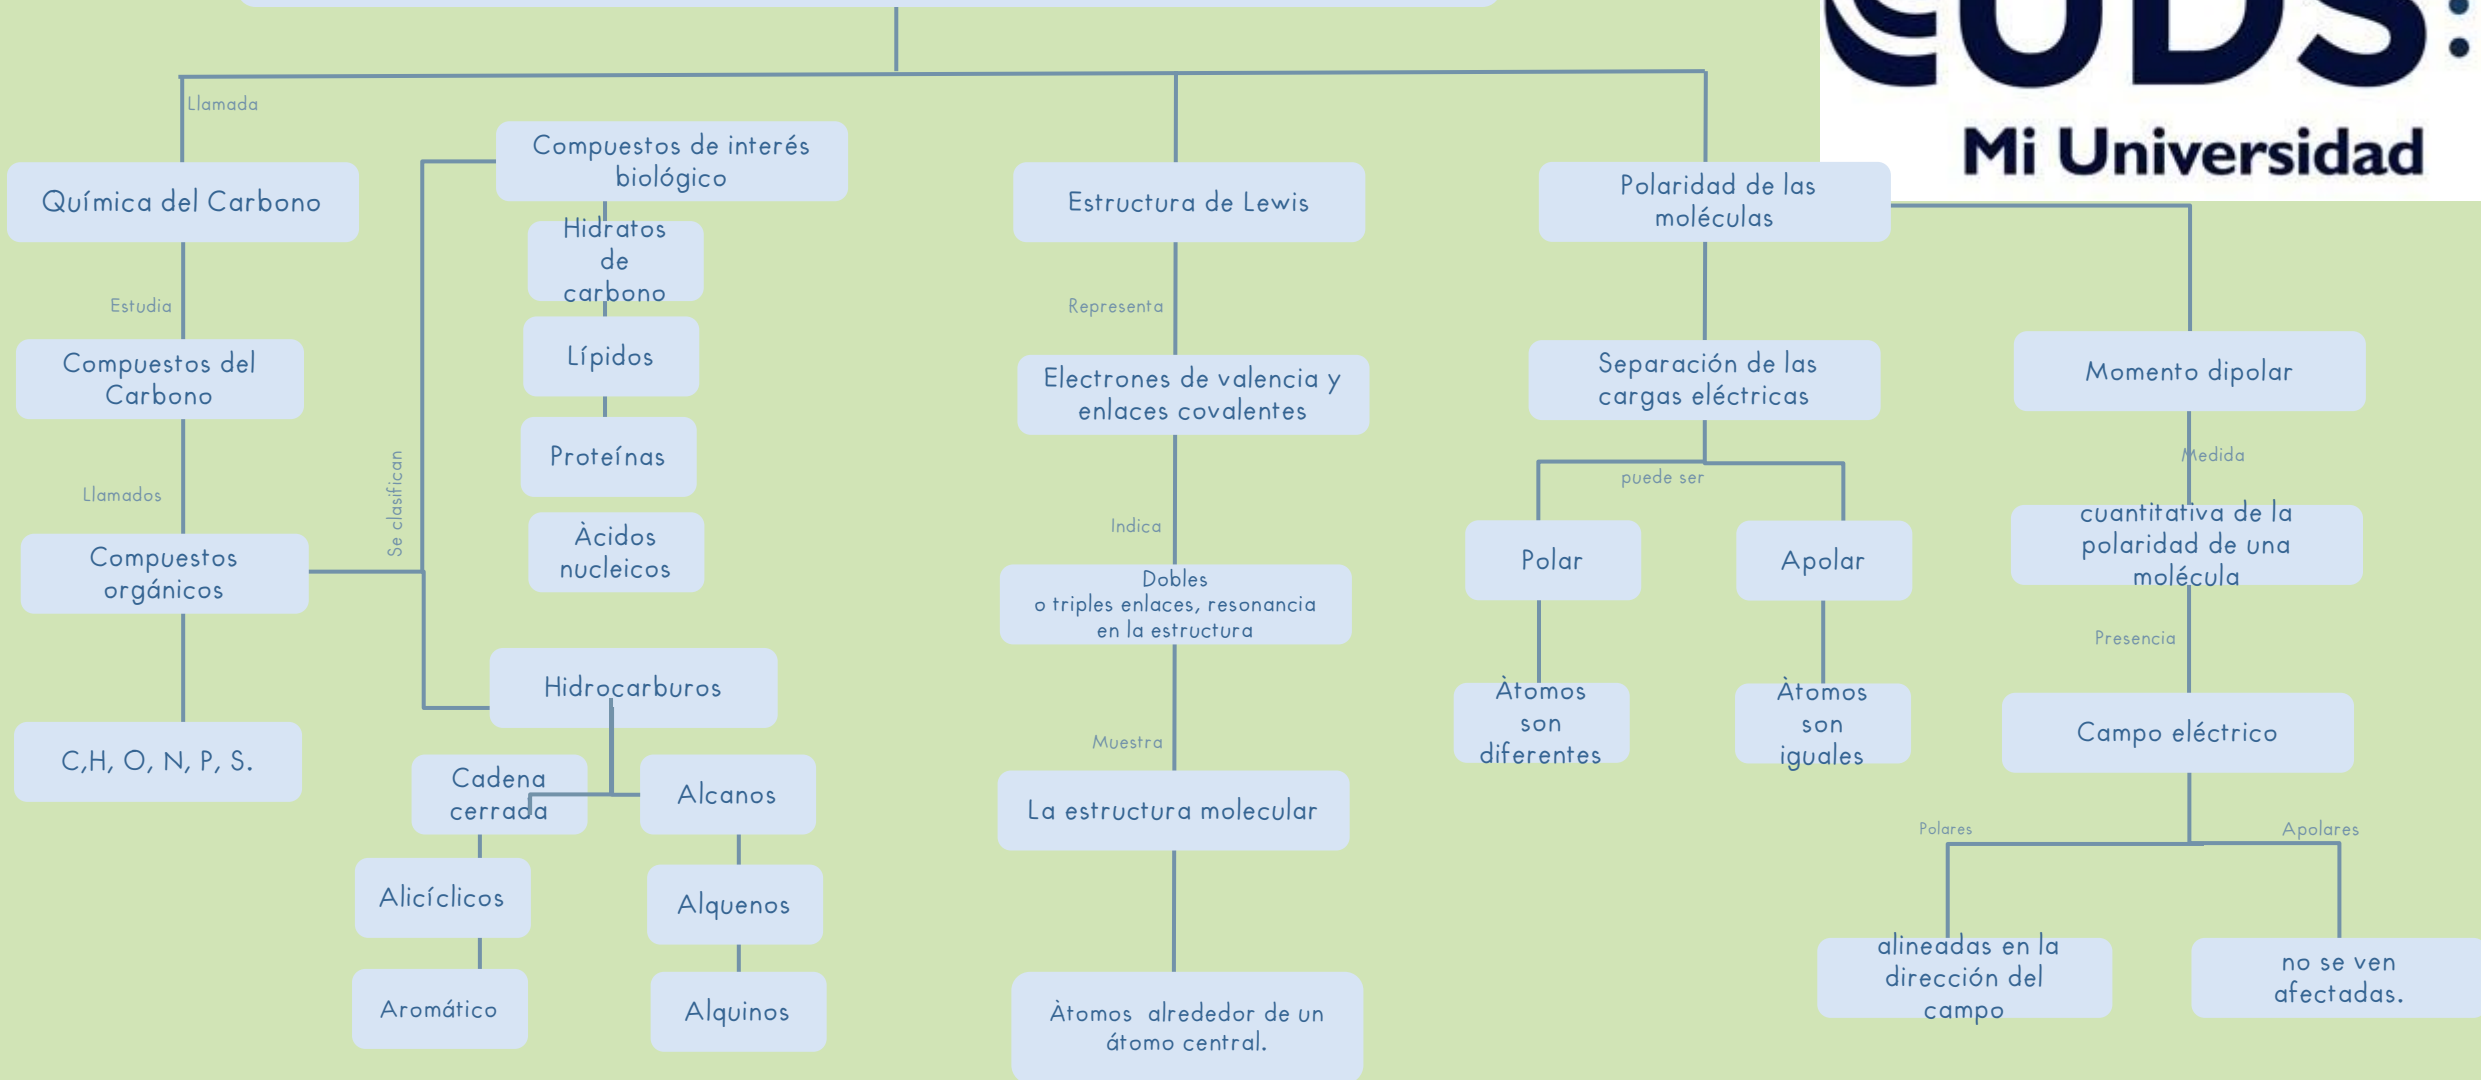 UDS
Mi Universidad
Llamada
Química del Carbono
Estudia
Compuestos del
Carbono
Llamados
Compuestos
orgánicos
C,H, O, N, P, S.
Se clasifican
Compuestos de interés
biológico
Hidratos
de
carbono
Lípidos
Proteínas
Àcidos
nucleicos
Hidrocarburos
Cadena
cerrada
Alicíclicos
Aromático
Alcanos
Alquenos
Alquinos
Estructura de Lewis
Representa
Electrones de valencia y
enlaces covalentes
Indica
Dobles
o triples enlaces, resonancia
en la estructura
Muestra
La estructura molecular
Àtomos alrededor de un
átomo central.
Polaridad de las
moléculas
Separación de las
cargas eléctricas
puede ser
Polar
Àtomos
son
diferentes
Apolar
Àtomos
son
iguales
Momento dipolar
Medida
cuantitativa de la
polaridad de una
molécula
Presencia
Campo eléctrico
Polares
alineadas en la
dirección del
campo
Apolares
no se ven
afectadas.